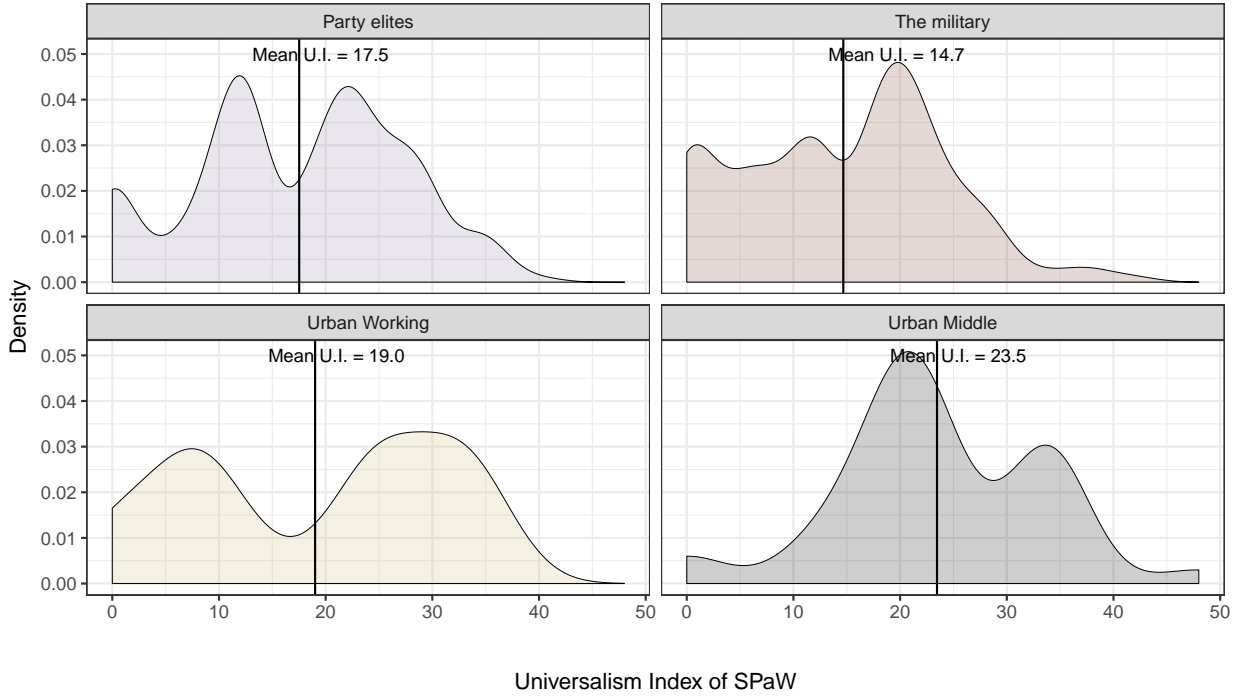 Party elites
The military
Mean U.I. = 17.5
Mean U.I. = 14.7
0.05
0.04
0.03
0.02
0.01
0.00
Urban Working
Urban Middle
Mean U.I. = 19.0
Mean U.I. = 23.5
0.05
0.04
0.03
0.02
0.01
0.00
Density
0 10 20 30 40 50
0 10 20 30 40 50
Universalism Index of SPaW